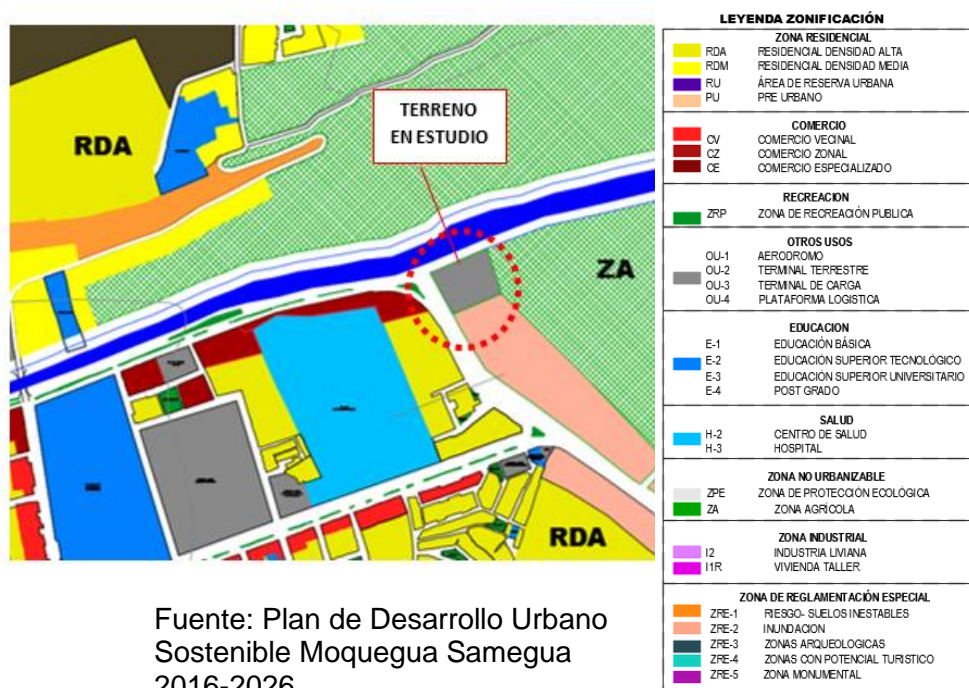 RDA
TERRENO
EN ESTUDIO
ZA
RDA
Fuente: Plan de Desarrollo Urbano
Sostenible Moquegua Samegua
2016-2026
LEYENDA ZONIFICACIÓN
ZONA RESIDENCIAL
RDA RESIDENCIAL DENSIDAD ALTA
RDM RESIDENCIAL DENSIDAD MEDIA
RU ÁREA DE RESERVA URBANA
PU PRE URBANO
COMERCIO
CV COMERCIO VECINAL
CZ COMERCIO ZONAL
CE COMERCIO ESPECIALIZADO
RECREACION
ZRP ZONA DE RECREACIÓN PUBLICA
OTROS USOS
OU-1 AERODROMO
OU-2 TERMINAL TERRESTRE
OU-3 TERMINAL DE CARGA
OU-4 PLATAFORMA LOGISTICA
EDUCACION
E-1 EDUCACIÓN BÁSICA
E-2 EDUCACIÓN SUPERIOR TECNOLÓGICO
E-3 EDUCACIÓN SUPERIOR UNIVERSITARIO
E-4 POST GRADO
SALUD
H-2 CENTRO DE SALUD
H-3 HOSPITAL
ZONA NO URBANIZABLE
ZPE ZONA DE PROTECCIÓN ECOLÓGICA
ZA ZONA AGRÍCOLA
ZONA INDUSTRIAL
I2 INDUSTRIA LIVIANA
I1R VIVIENDA TALLER
ZONA DE REGLAMENTACIÓN ESPECIAL
ZRE-1 RIESGO- SUELOS INESTABLES
ZRE-2 INUNDACION
ZRE-3 ZONAS ARQUEOLOGICAS
ZRE-4 ZONAS CON POTENCIAL TURISTICO
ZRE-5 ZONA MONUMENTAL